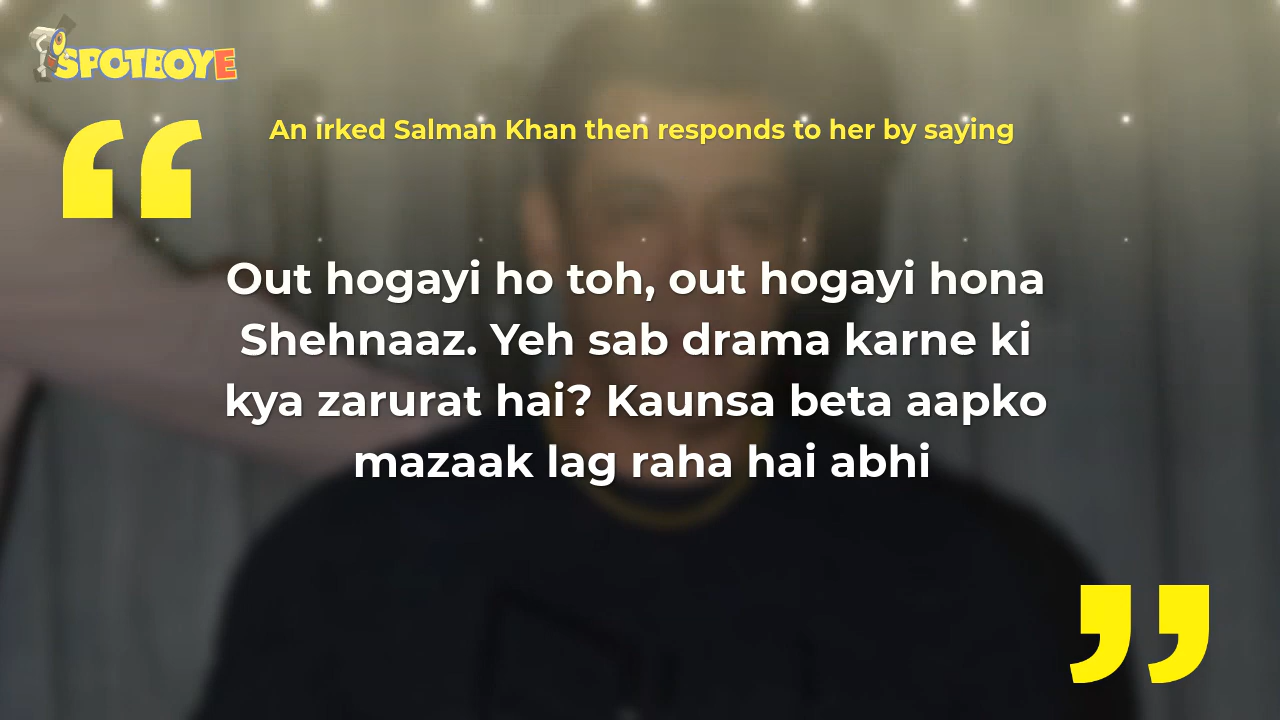 SPOTBOYE
An irked Salman Khan then responds to her by saying
“
Out hogayi ho toh, out hogayi hona
Shehnaaz. Yeh sab drama karne ki
kya zarurat hai? Kaunsa beta aapko
mazaak lag raha hai abhi
”